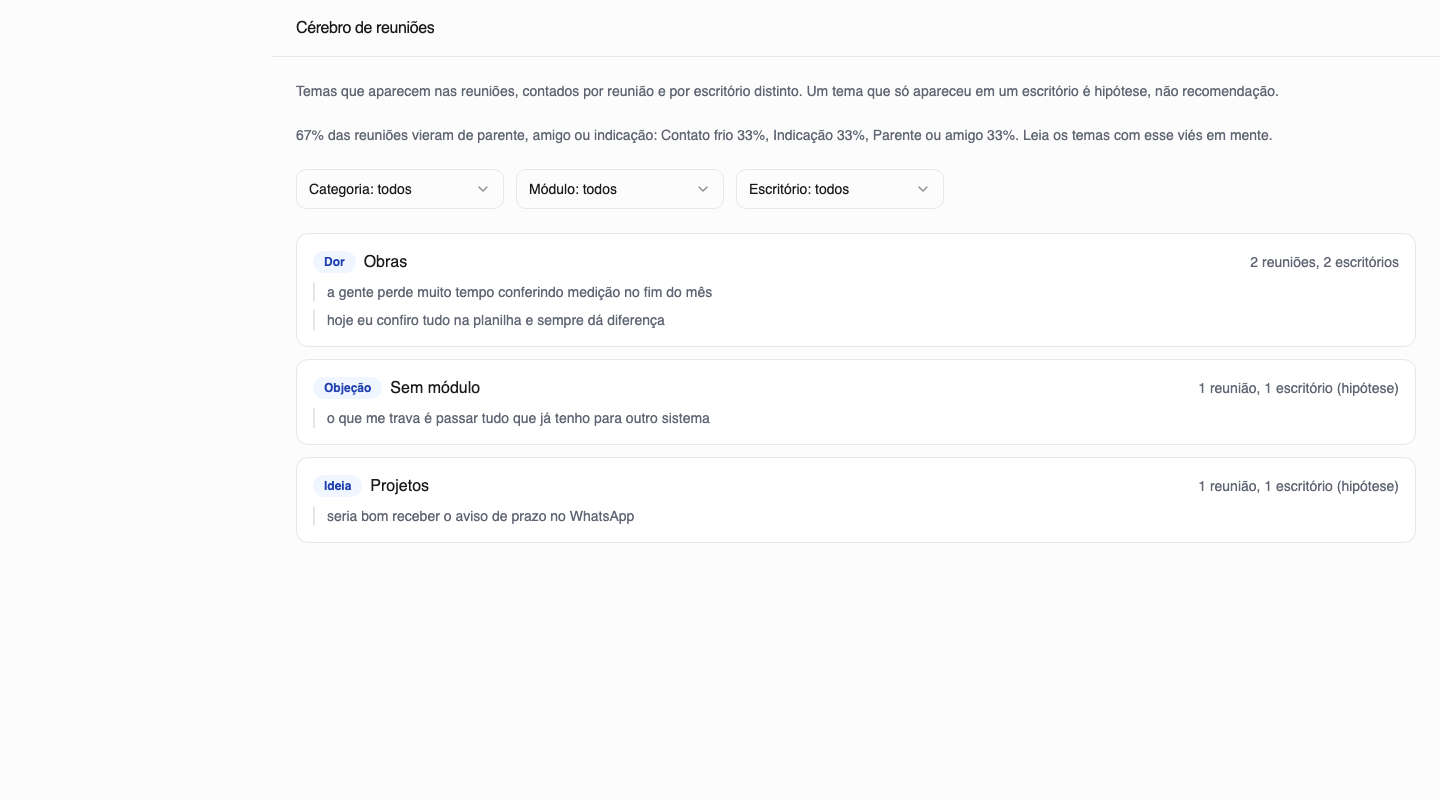 Cérebro de reuniões
Temas que aparecem nas reuniões, contados por reunião e por escritório distinto. Um tema que só apareceu em um escritório é hipótese, não recomendação.
67% das reuniões vieram de parente, amigo ou indicação: Contato frio 33%, Indicação 33%, Parente ou amigo 33%. Leia os temas com esse viés em mente.
Categoria: todos
Módulo: todos
Escritório: todos
Dor Obras
2 reuniões, 2 escritórios
a gente perde muito tempo conferindo medição no fim do mês
hoje eu confiro tudo na planilha e sempre dá diferença
Objeção Sem módulo
1 reunião, 1 escritório (hipótese)
o que me trava é passar tudo que já tenho para outro sistema
Ideia Projetos
1 reunião, 1 escritório (hipótese)
seria bom receber o aviso de prazo no WhatsApp